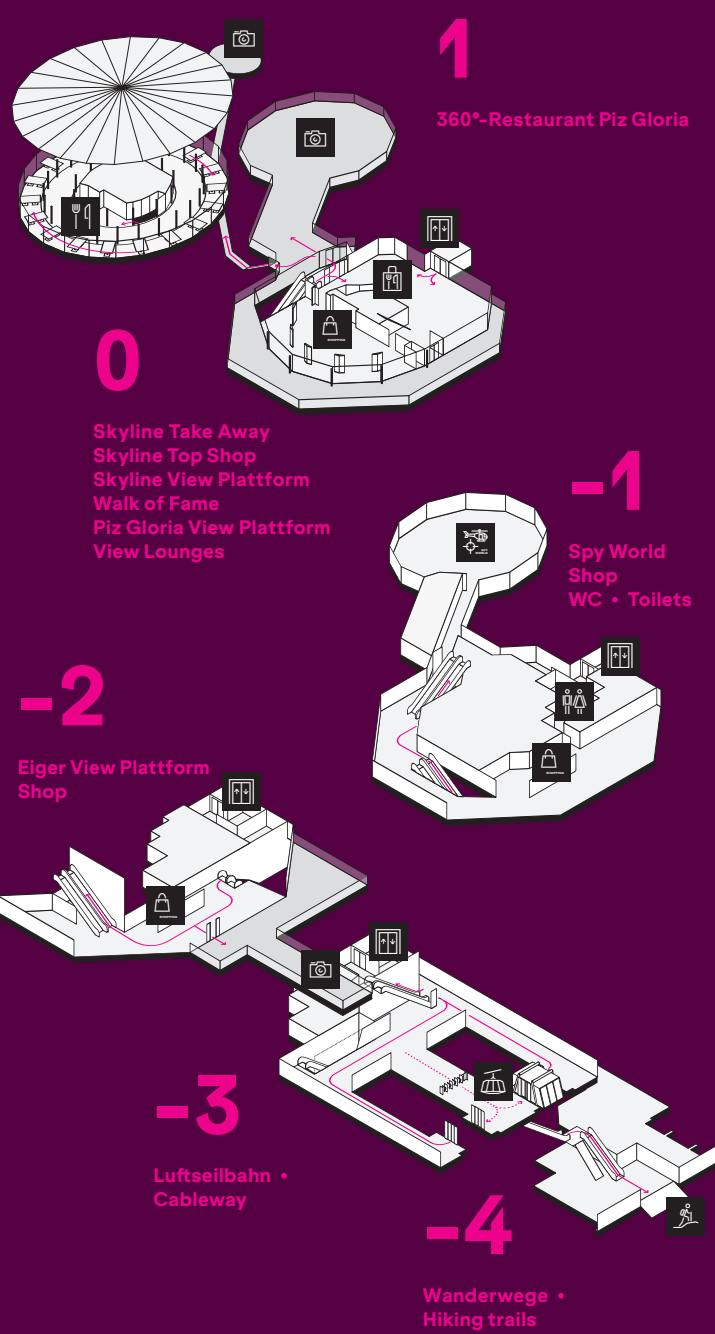 1
360°-Restaurant Piz Gloria
0
Skyline Take Away
Skyline Top Shop
Skyline View Plattform
Walk of Fame
Piz Gloria View Plattform
View Lounges
-1
Spy World
Shop
WC • Toilets
-2
Eiger View Plattform
Shop
-3
Luftseilbahn •
Cableway
-4
Wanderwege •
Hiking trails